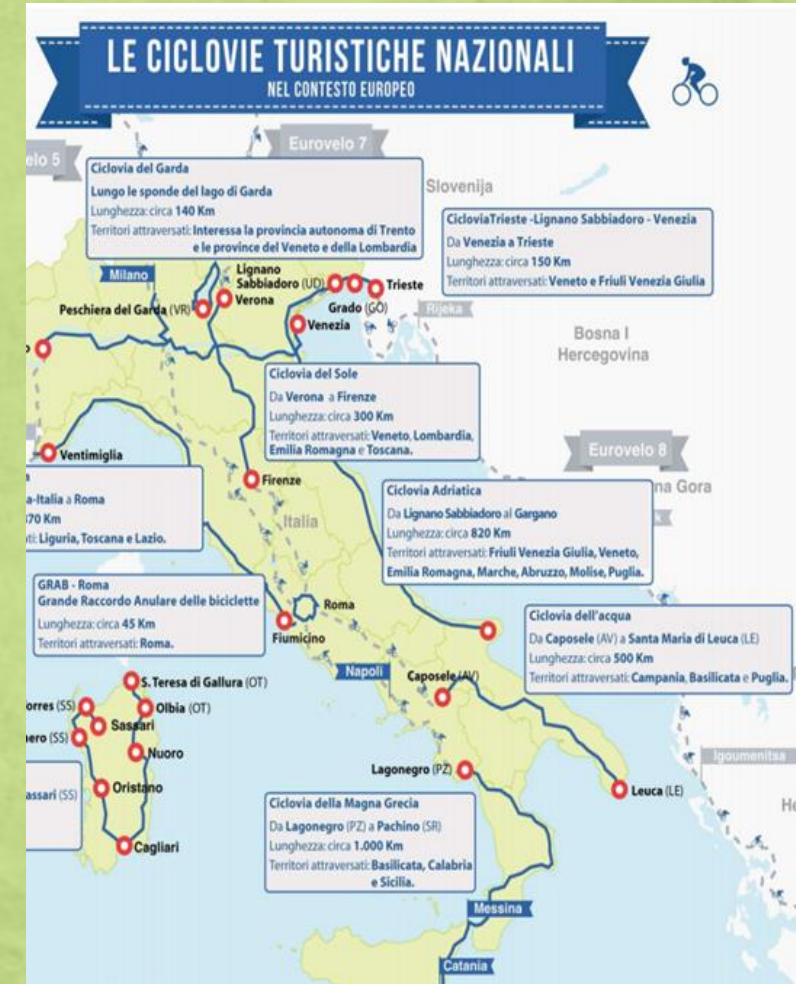 LE CICLOVIE TURISTICHE NAZIONALI
NEL CONTESTO EUROPEO
elo 5
Eurovelo 7
Ciclovia del Garda
Lungo le sponde del lago di Garda
Lunghezza: circa 140 Km
Territori attraversati: Interessa la provincia autonoma di Trento
e le province del Veneto e della Lombardia
Slovenija
CicloviaTrieste -Lignano Sabbiadoro - Venezia
Da Venezia a Trieste
Lunghezza: circa 150 Km
Territori attraversati: Veneto e Friuli Venezia Giulia
Milano
Lignano
Sabbiadoro (UD)
Trieste
Peschiera del Garda (VR)
Verona
Grado (GO)
Rijeka
Venezia
Bosna I
Hercegovina
Ciclovia del Sole
Da Verona a Firenze
Lunghezza: circa 300 Km
Territori attraversati: Veneto, Lombardia,
Emilia Romagna e Toscana.
Ventimiglia
Eurovelo 8
Firenze
na Gora
a-Italia a Roma
370 Km
ti: Liguria, Toscana e Lazio.
Italia
Ciclovia Adriatica
Da Lignano Sabbiadoro al Gargano
Lunghezza: circa 820 Km
Territori attraversati: Friuli Venezia Giulia, Veneto,
Emilia Romagna, Marche, Abruzzo, Molise, Puglia.
GRAB - Roma
Grande Raccordo Anulare delle biciclette
Lunghezza: circa 45 Km
Territori attraversati: Roma.
Roma
Fiumicino
Ciclovia dell'acqua
Da Caposele (AV) a Santa Maria di Leuca (LE)
Lunghezza: circa 500 Km
Territori attraversati: Campania, Basilicata e Puglia.
Napoli
Caposele (AV)
S. Teresa di Gallura (OT)
orres (SS)
Olbia (OT)
Sassari
nero (SS)
Nuoro
Igoumenitsa
Lagonegro (PZ)
Leuca (LE)
assari (SS)
Oristano
He
Ciclovia della Magna Grecia
Da Lagonegro (PZ) a Pachino (SR)
Lunghezza: circa 1.000 Km
Territori attraversati: Basilicata, Calabria
e Sicilia.
Cagliari
Messina
Catania